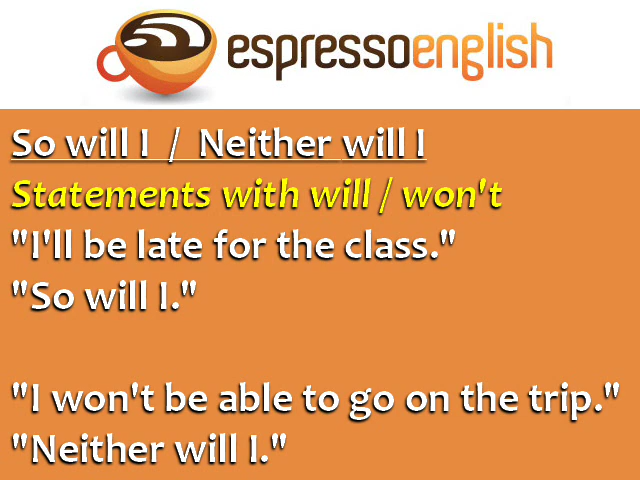 espressoenglish
So will I / Neither will I
Statements with will / won't
"I'll be late for the class."
"So will I."
"I won't be able to go on the trip."
"Neither will I."